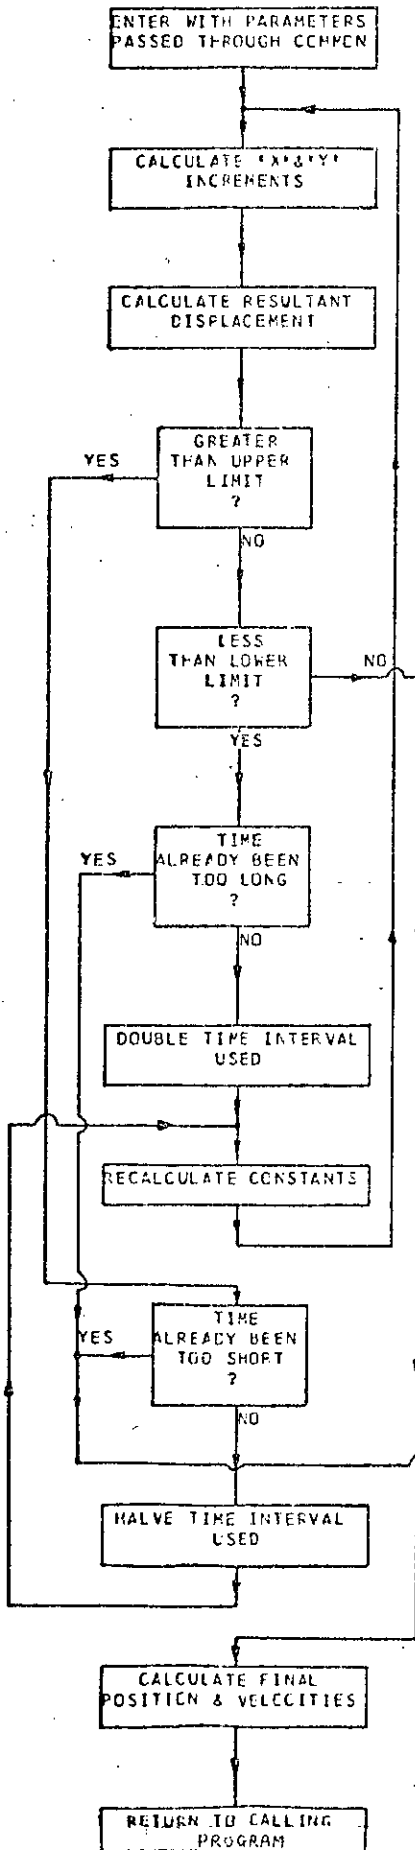 ENTER WITH PARAMETERS
PASSED THROUGH COMMEN
CALCULATE 'X'&'Y'
INCREMENTS
CALCULATE RESULTANT
DISPLACEMENT
GREATER
THAN UPPER
LIMIT
?
YES
NO
LESS
THAN LOWER
LIMIT
?
NO
YES
TIME
ALREADY BEEN
TOO LONG
?
YES
NO
DOUBLE TIME INTERVAL
USED
RECALCULATE CONSTANTS
TIME
ALREADY BEEN
TOO SHORT
?
YES
NO
HALVE TIME INTERVAL
USED
CALCULATE FINAL
POSITION & VELOCITIES
RETURN TO CALLING
PROGRAM